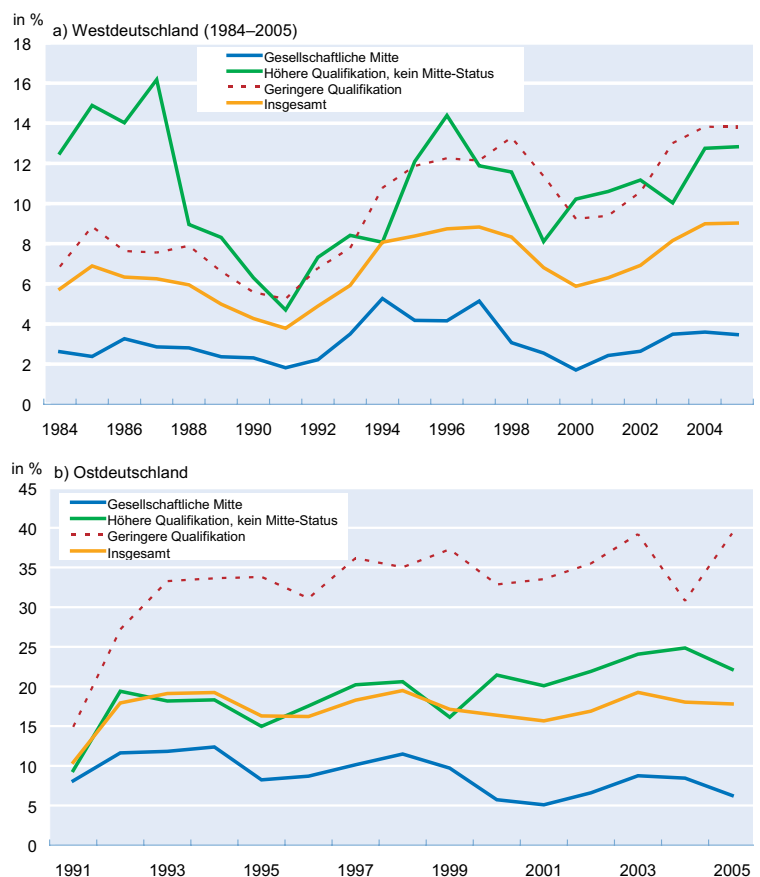 in %
a) Westdeutschland (1984–2005)
18
Gesellschaftliche Mitte
Höhere Qualifikation, kein Mitte-Status
Geringere Qualifikation
Insgesamt
16
14
12
10
8
6
4
2
0
1984 1986 1988 1990 1992 1994 1996 1998 2000 2002 2004
in %
b) Ostdeutschland
45
Gesellschaftliche Mitte
Höhere Qualifikation, kein Mitte-Status
Geringere Qualifikation
Insgesamt
40
35
30
25
20
15
10
5
0
1991 1993 1995 1997 1999 2001 2003 2005